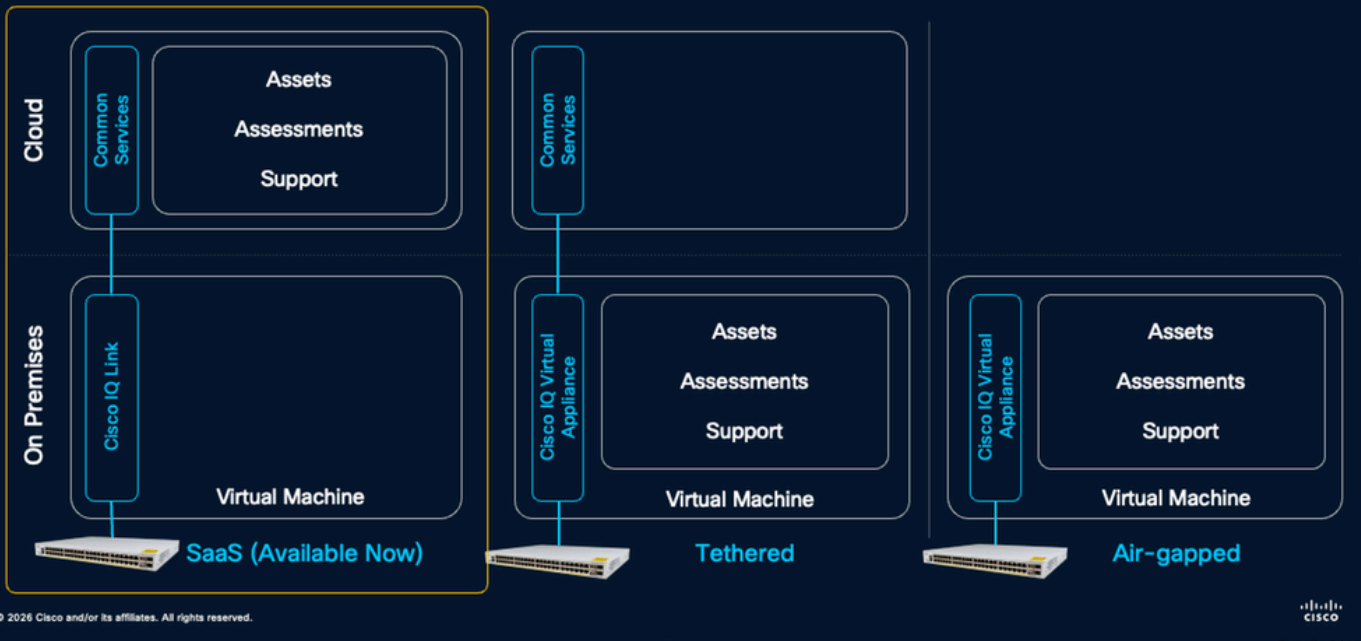 Cloud
Common
Services
Assets
Assessments
Support
Common
Services
On Premises
Cisco IQ Link
Virtual Machine
SaaS (Available Now)
Cisco IQ Virtual
Appliance
Assets
Assessments
Support
Virtual Machine
Tethered
Cisco IQ Virtual
Appliance
Assets
Assessments
Support
Virtual Machine
Air-gapped
© 2026 Cisco and/or its affiliates. All rights reserved.
CISCO